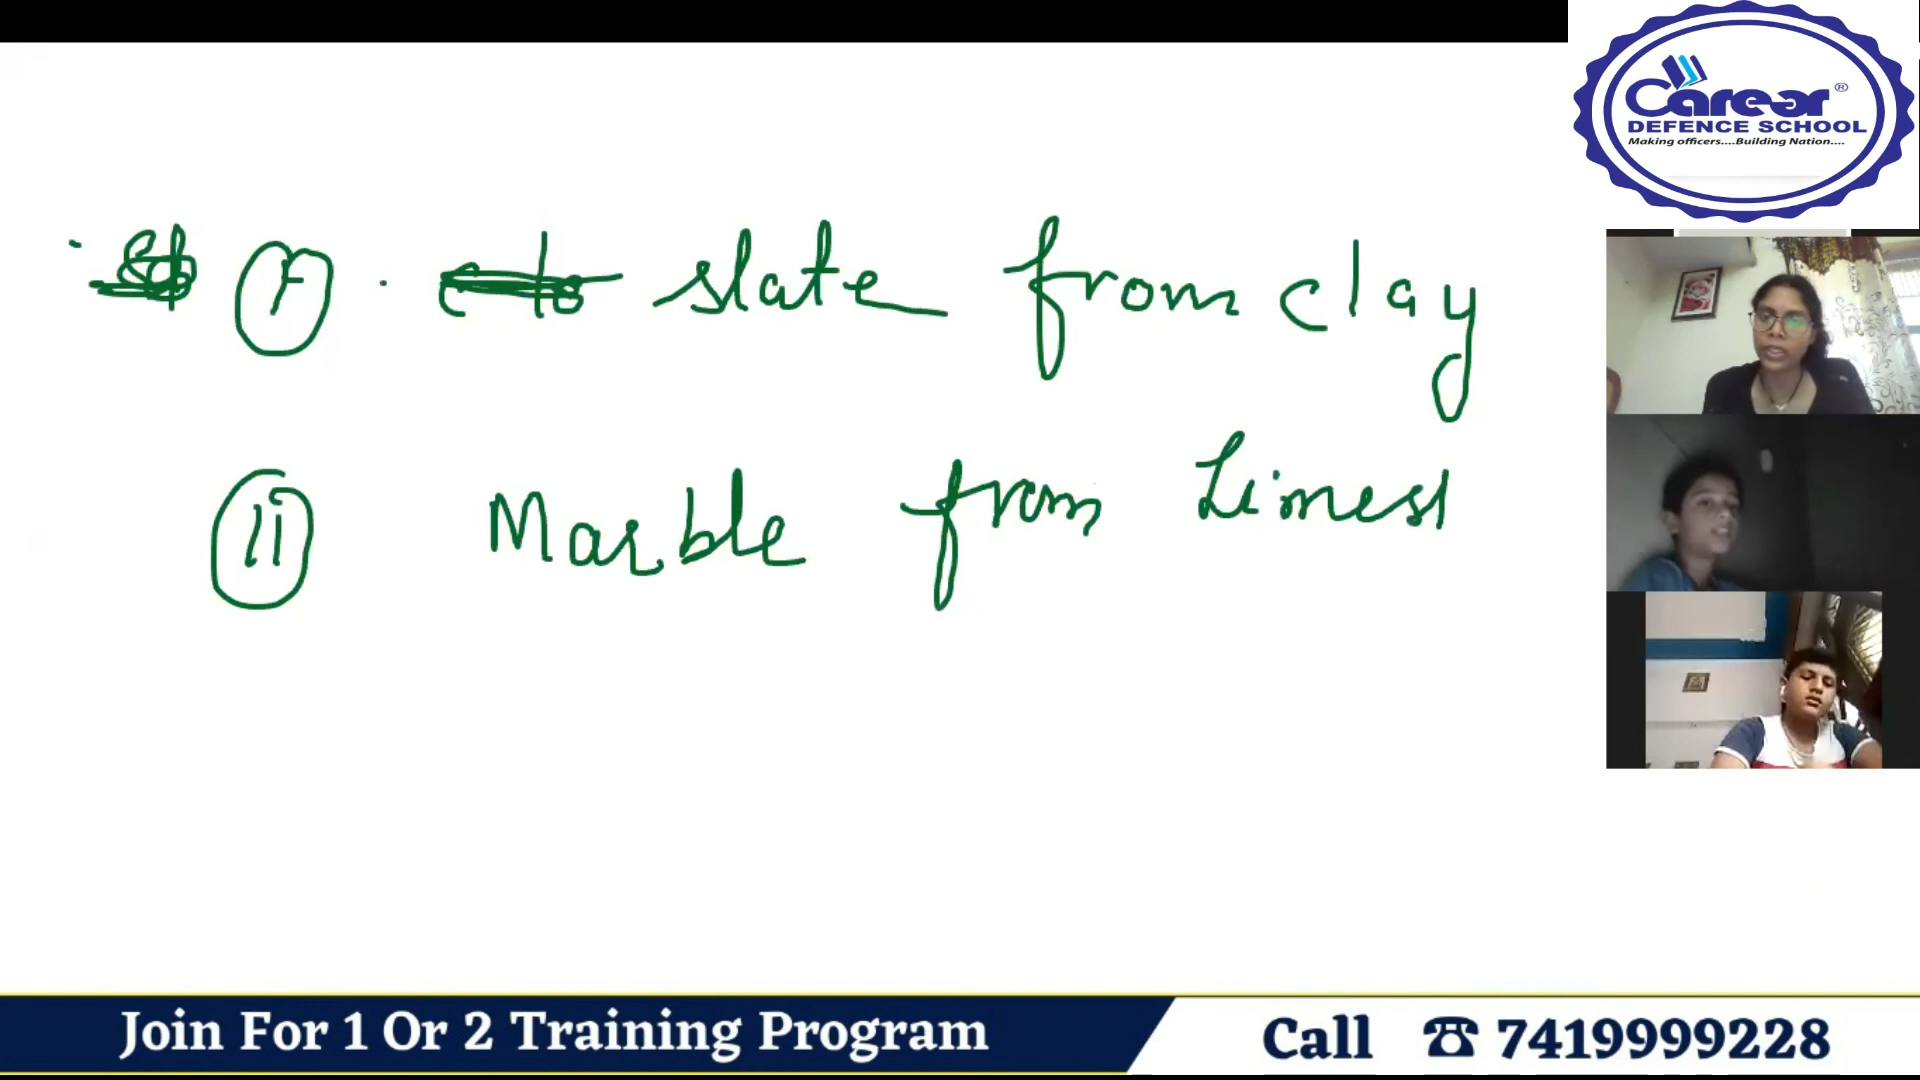 Carear ®
DEFENCE SCHOOL
Making officers....Building Nation....
slate from clay
ii Marble from Limest
Join For 1 Or 2 Training Program
Call ☎ 7419999228